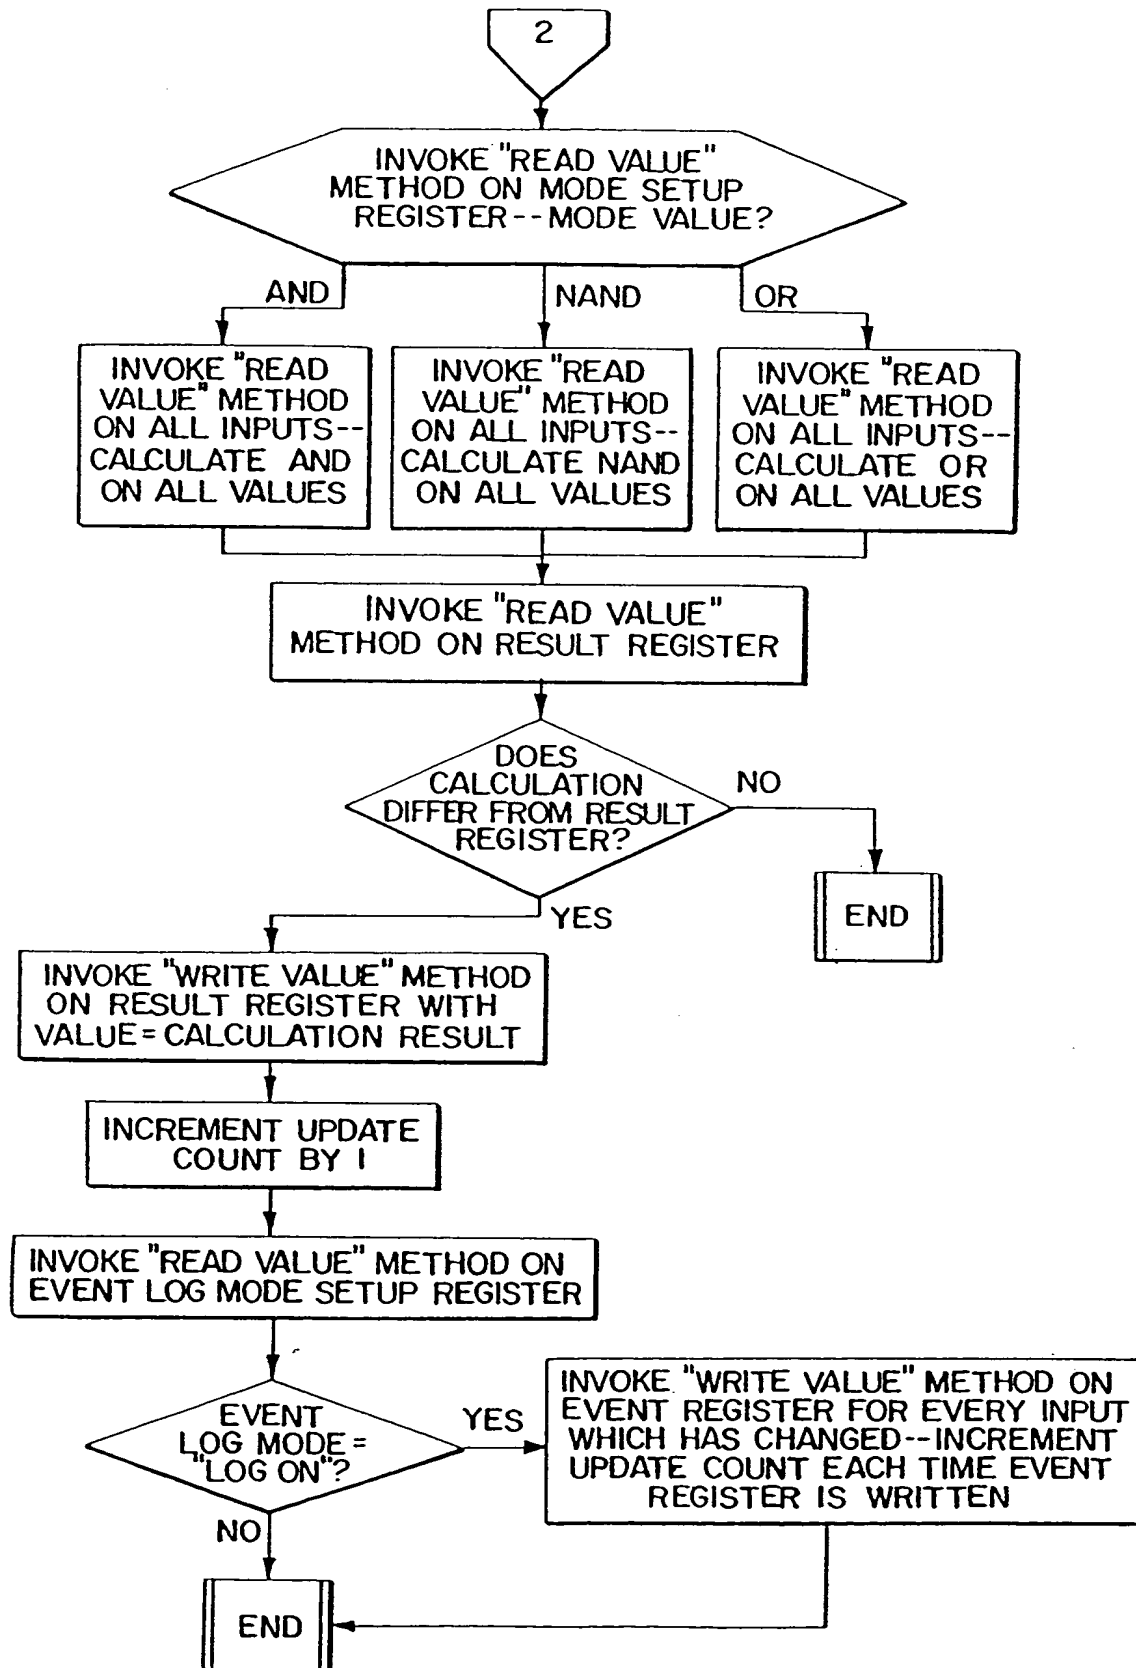 2
INVOKE "READ VALUE"
METHOD ON MODE SETUP
REGISTER--MODE VALUE?
AND
NAND
OR
INVOKE "READ
VALUE" METHOD
ON ALL INPUTS--
CALCULATE AND
ON ALL VALUES
INVOKE "READ
VALUE" METHOD
ON ALL INPUTS--
CALCULATE NAND
ON ALL VALUES
INVOKE "READ
VALUE" METHOD
ON ALL INPUTS--
CALCULATE OR
ON ALL VALUES
INVOKE "READ VALUE"
METHOD ON RESULT REGISTER
DOES
CALCULATION
DIFFER FROM RESULT
REGISTER?
NO
END
YES
INVOKE "WRITE VALUE" METHOD
ON RESULT REGISTER WITH
VALUE=CALCULATION RESULT
INCREMENT UPDATE
COUNT BY 1
INVOKE "READ VALUE" METHOD ON
EVENT LOG MODE SETUP REGISTER
EVENT
LOG MODE=
"LOG ON"?
YES
INVOKE "WRITE VALUE" METHOD ON
EVENT REGISTER FOR EVERY INPUT
WHICH HAS CHANGED--INCREMENT
UPDATE COUNT EACH TIME EVENT
REGISTER IS WRITTEN
NO
END